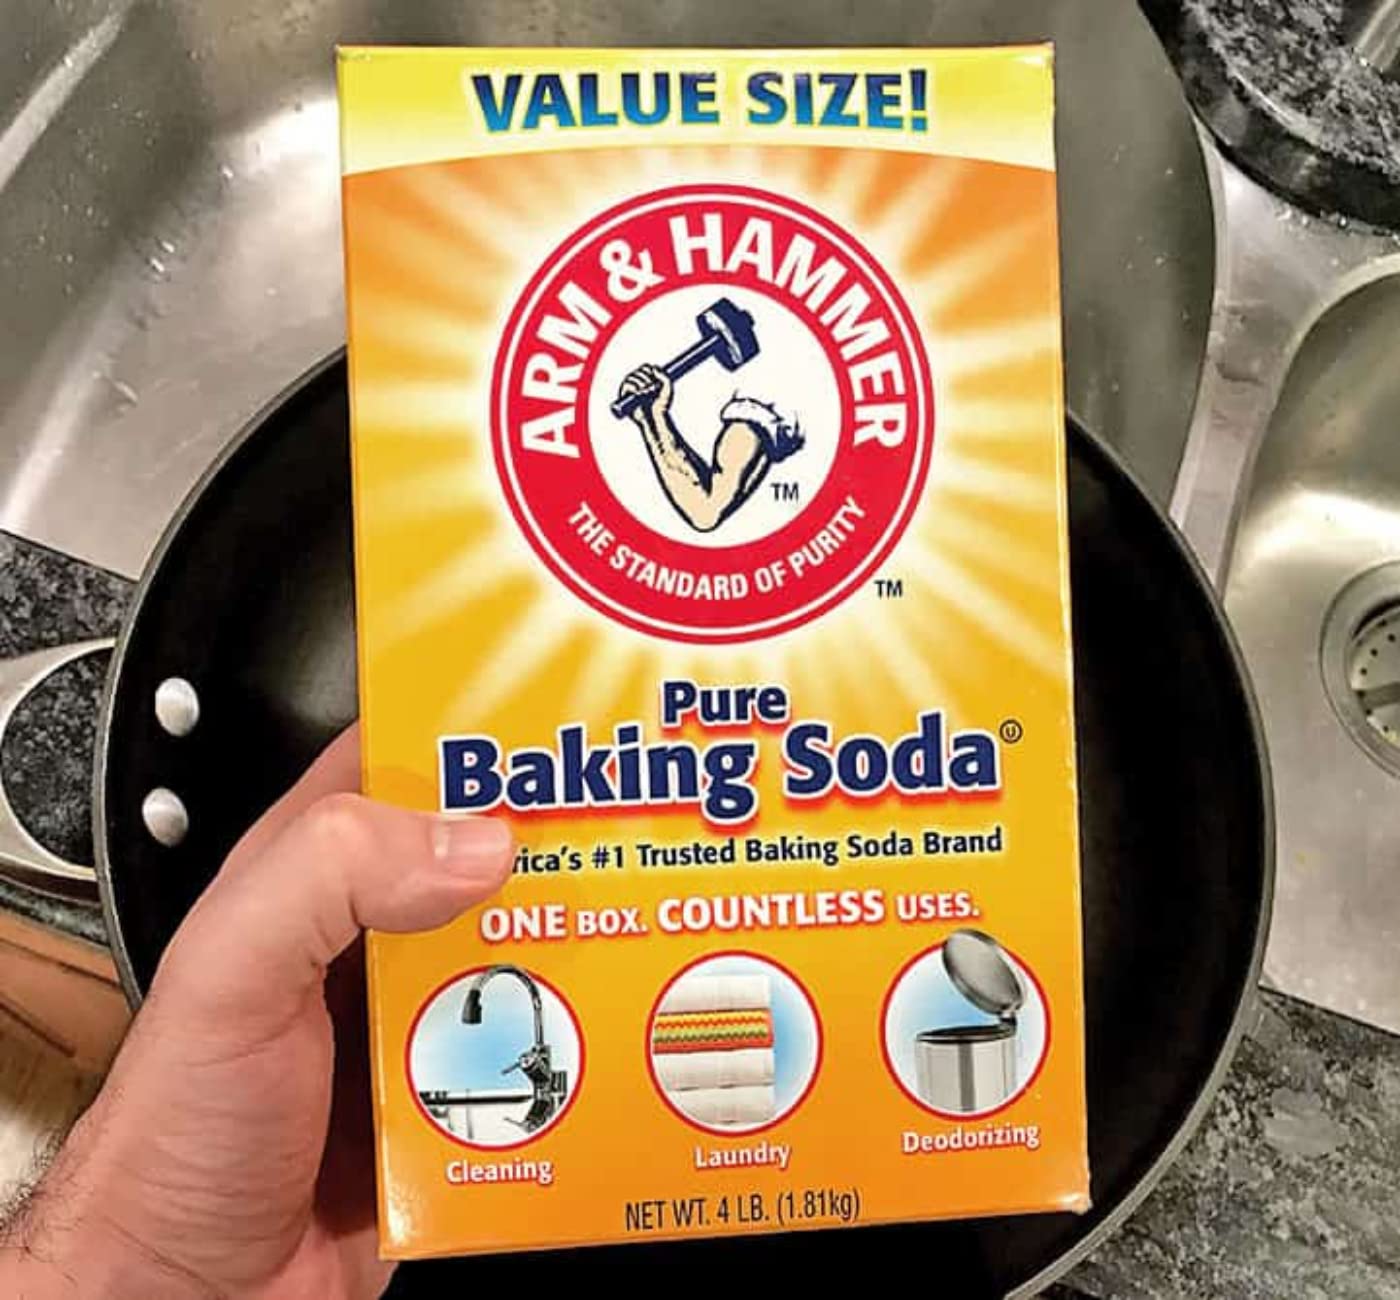 VALUE SIZE!
ARM & HAMMER
TM
THE STANDARD OF PURITY
TM
Pure
Baking Soda
rica's #1 Trusted Baking Soda Brand
ONE BOX. COUNTLESS USES.
Cleaning
Laundry
Deodorizing
NET WT. 4 LB. (1.81kg)